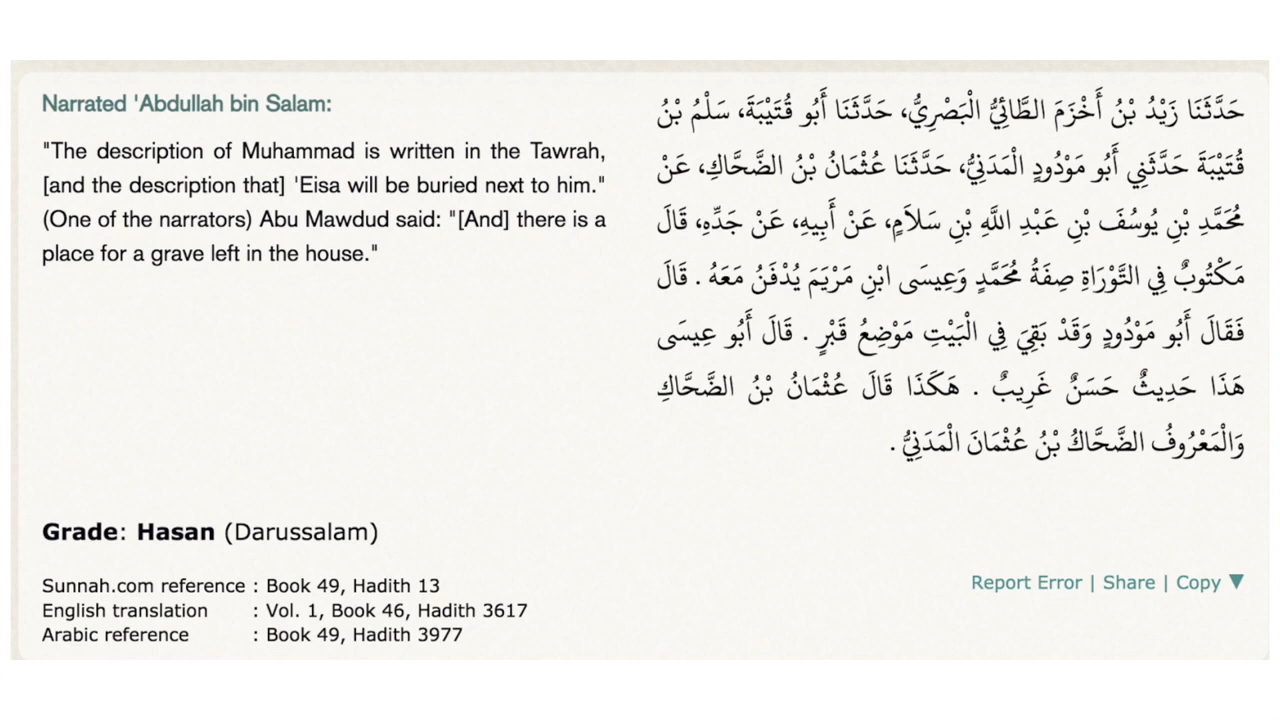 Narrated 'Abdullah bin Salam:
"The description of Muhammad is written in the Tawrah,
[and the description that] 'Eisa will be buried next to him."
(One of the narrators) Abu Mawdud said: "[And] there is a
place for a grave left in the house."
حَدَّثَنَا زَيْدُ بْنُ أَخْزَمَ الطَّائِيُّ الْبَصْرِيُّ، حَدَّثَنَا أَبُو قُتَيْبَةَ، سَلْمُ بْنُ
قُتَيْبَةَ حَدَّثَنِي أَبُو مَوْدُودٍ الْمَدَنِيُّ، حَدَّثَنَا عُثْمَانُ بْنُ الضَّحَّاكِ، عَنْ
مُحَمَّدِ بْنِ يُوسُفَ بْنِ عَبْدِ اللَّهِ بْنِ سَلاَمٍ، عَنْ أَبِيهِ، عَنْ جَدِّهِ، قَالَ
مَكْتُوبٌ فِي التَّوْرَاةِ صِفَةُ مُحَمَّدٍ وَعِيسَى ابْنِ مَرْيَمَ يُدْفَنُ مَعَهُ . قَالَ
فَقَالَ أَبُو مَوْدُودٍ وَقَدْ بَقِيَ فِي الْبَيْتِ مَوْضِعُ قَبْرٍ . قَالَ أَبُو عِيسَى
هَذَا حَدِيثٌ حَسَنٌ غَرِيبٌ . هَكَذَا قَالَ عُثْمَانُ بْنُ الضَّحَّاكِ
وَالْمَعْرُوفُ الضَّحَّاكُ بْنُ عُثْمَانَ الْمَدَنِيُّ .
Grade: Hasan (Darussalam)
Sunnah.com reference : Book 49, Hadith 13
English translation : Vol. 1, Book 46, Hadith 3617
Arabic reference : Book 49, Hadith 3977
Report Error | Share | Copy ▼